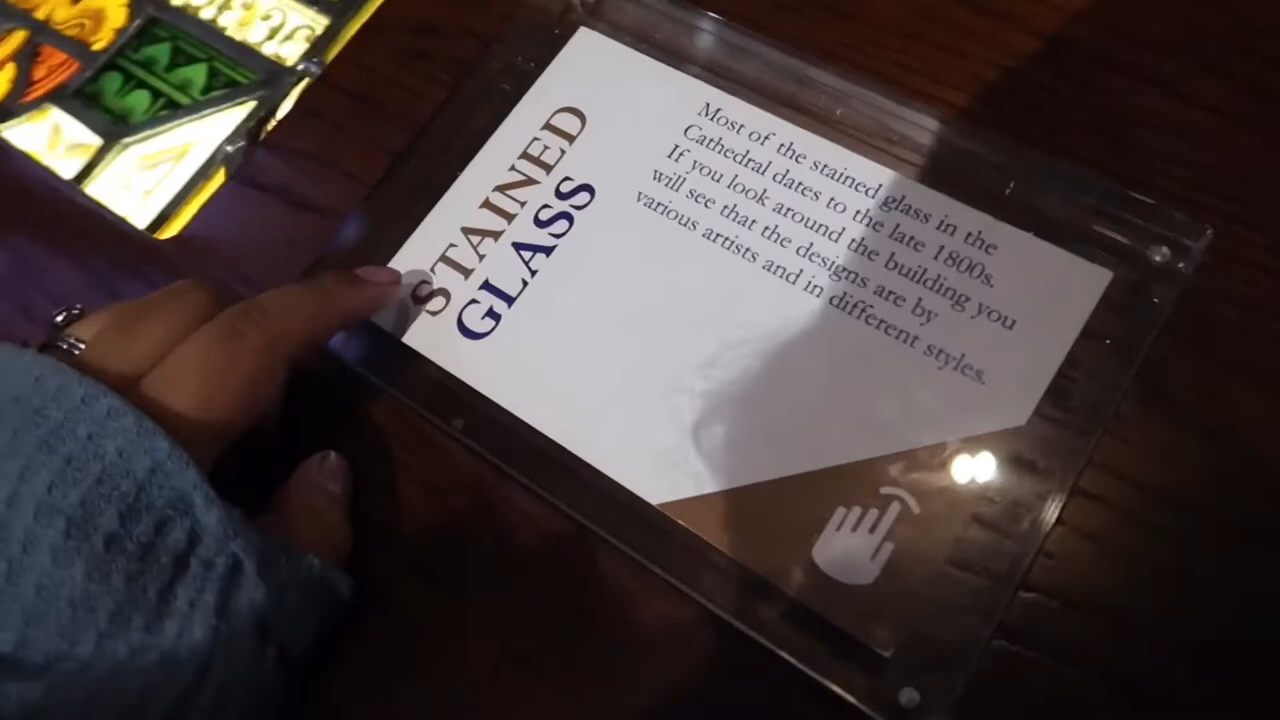 STAINED
GLASS
Most of the stained glass in the
Cathedral dates to the late 1800s.
If you look around the building you
will see that the designs are by
various artists and in different styles.